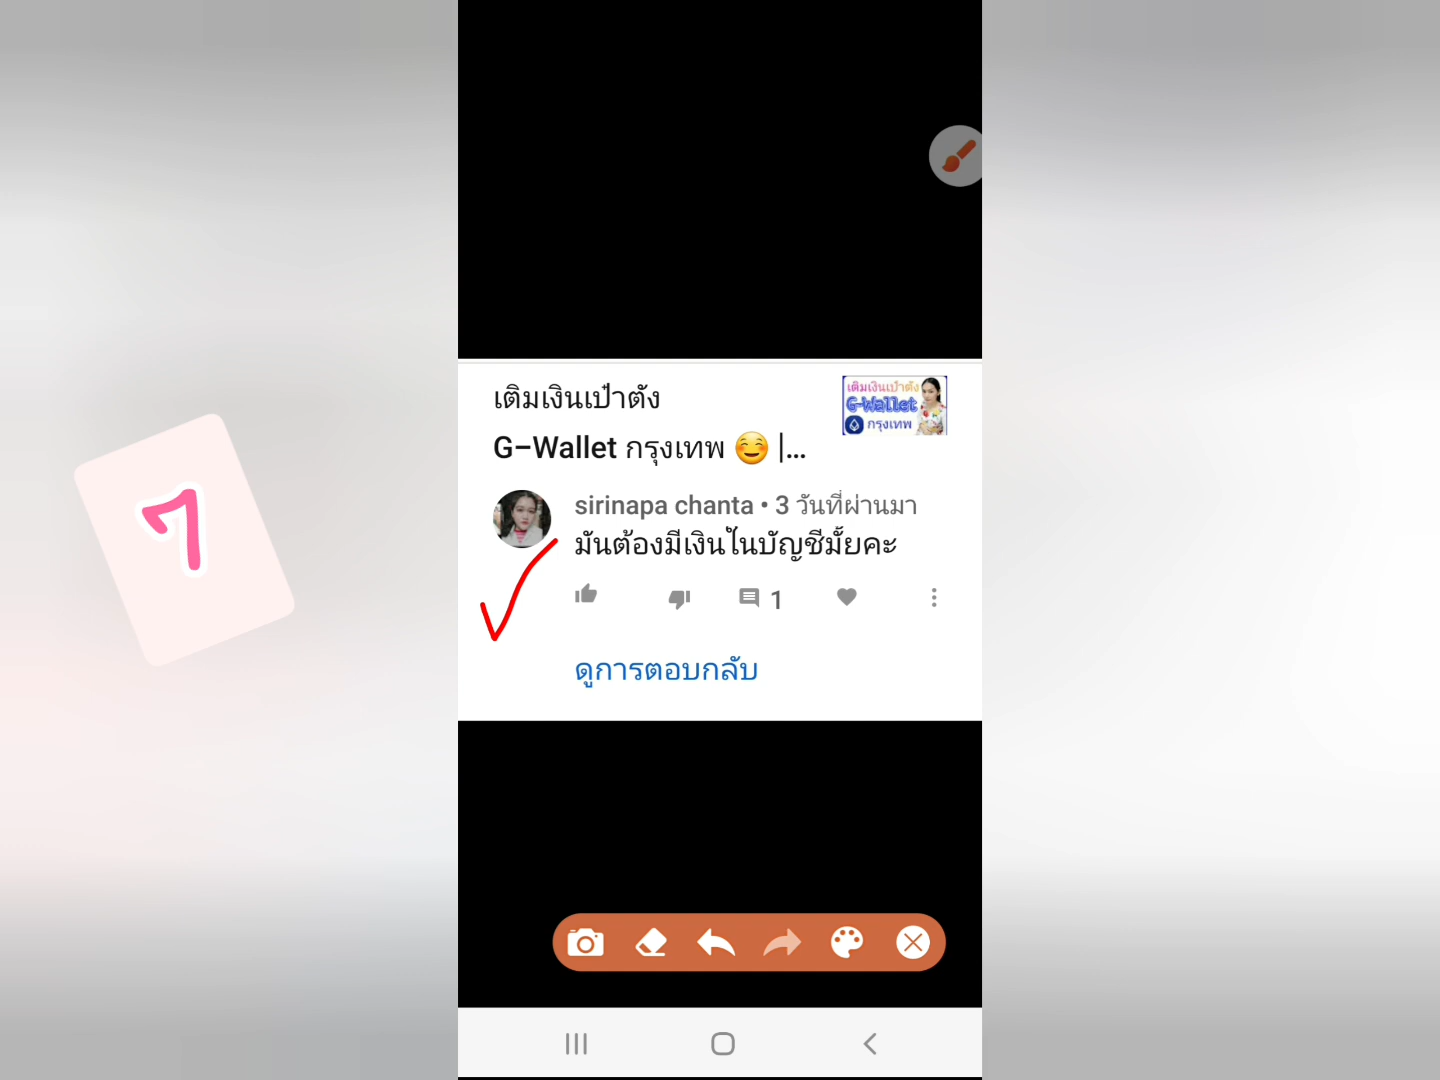 เติมเงินเป๋าตัง
G-Wallet กรุงเทพ 😊 |...
เติมเงินเป๋าตัง
G-Wallet
กรุงเทพ
sirinapa chanta • 3 วันที่ผ่านมา
มันต้องมีเงินในบัญชีมั้ยคะ
1
ดูการตอบกลับ